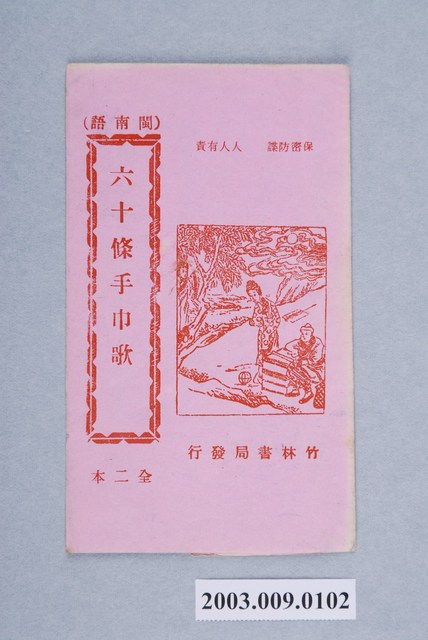 保密防諜　人人有責
(閩南語)
六十條手巾歌
全二本
竹林書局發行
2003.009.0102